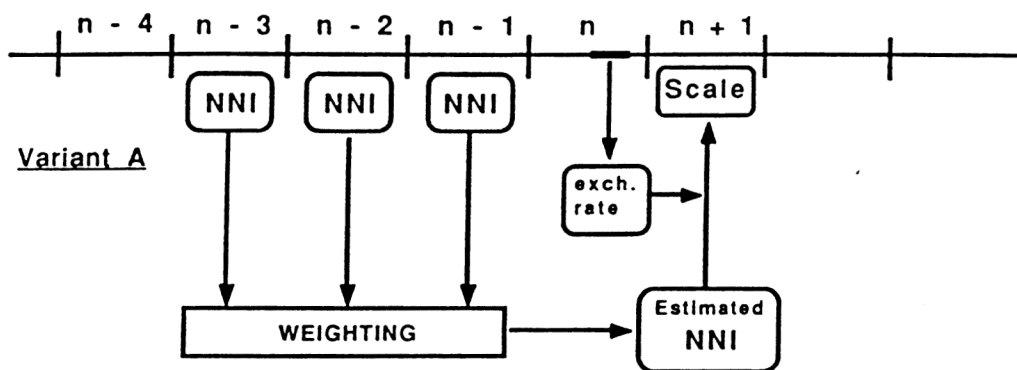 n - 4 n - 3 n - 2 n - 1 n n + 1
NNI NNI NNI Scale
Variant A
exch.
rate
Estimated
NNI
WEIGHTING